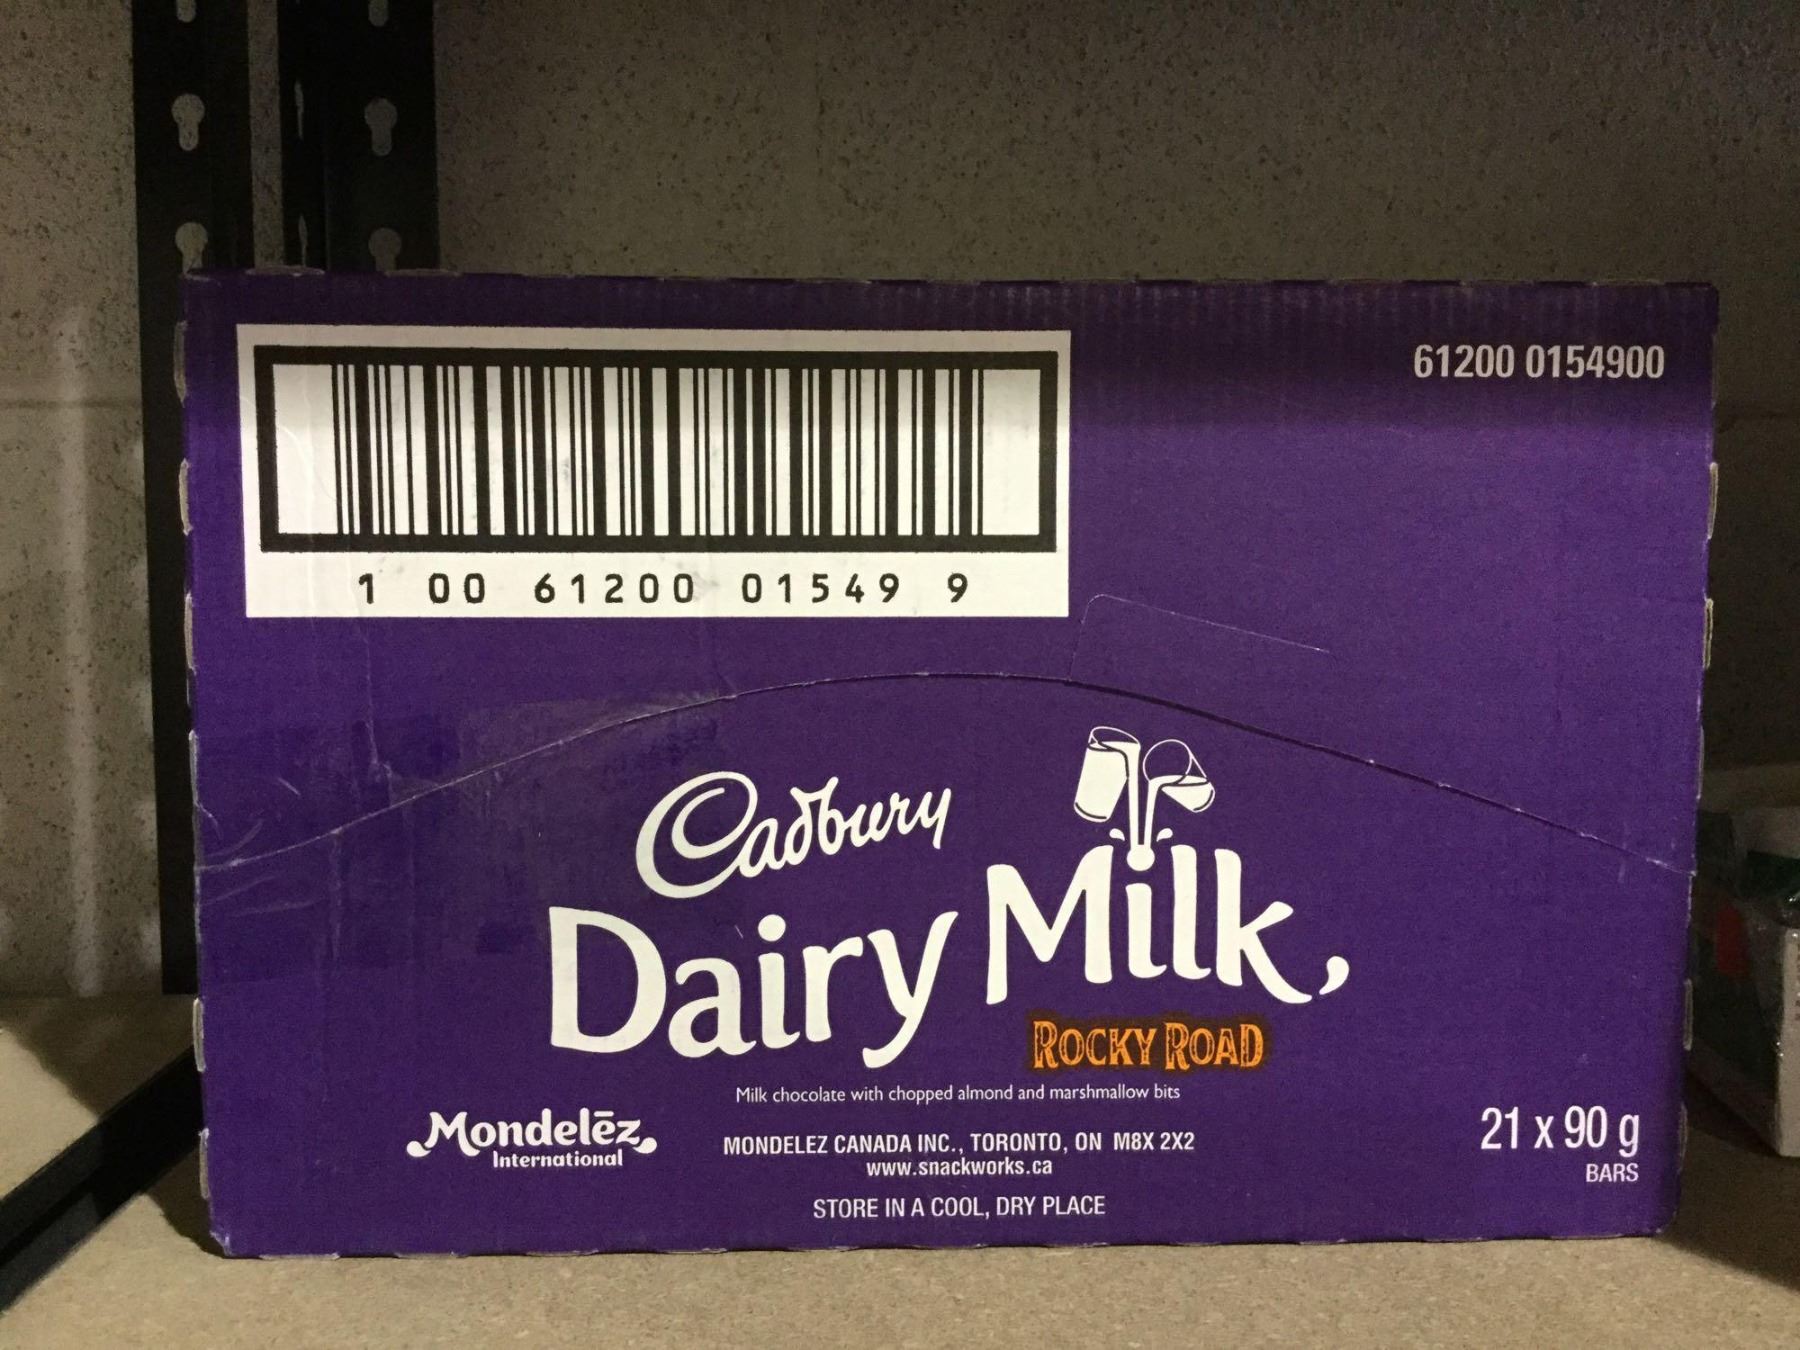 61200 0154900
1 00 61200 01549 9
Cadbury
Dairy Milk
ROCKY ROAD
Milk chocolate with chopped almond and marshmallow bits
Mondelēz
International
MONDELEZ CANADA INC., TORONTO, ON M8X 2X2
www.snackworks.ca
STORE IN A COOL, DRY PLACE
21 x 90 g
BARS